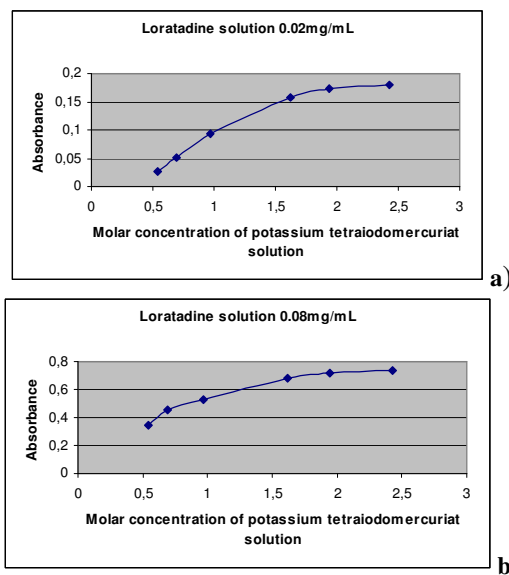 Loratadine solution 0.02mg/mL
0,2
0,15
0,1
0,05
0
Absorbance
0 0,5 1 1,5 2 2,5 3
Molar concentration of potassium tetraiodomercuriat
solution
a)
Loratadine solution 0.08mg/mL
0,8
0,6
0,4
0,2
0
Absorbance
0 0,5 1 1,5 2 2,5 3
Molar concentration of potassium tetraiodomercuriat
solution
b